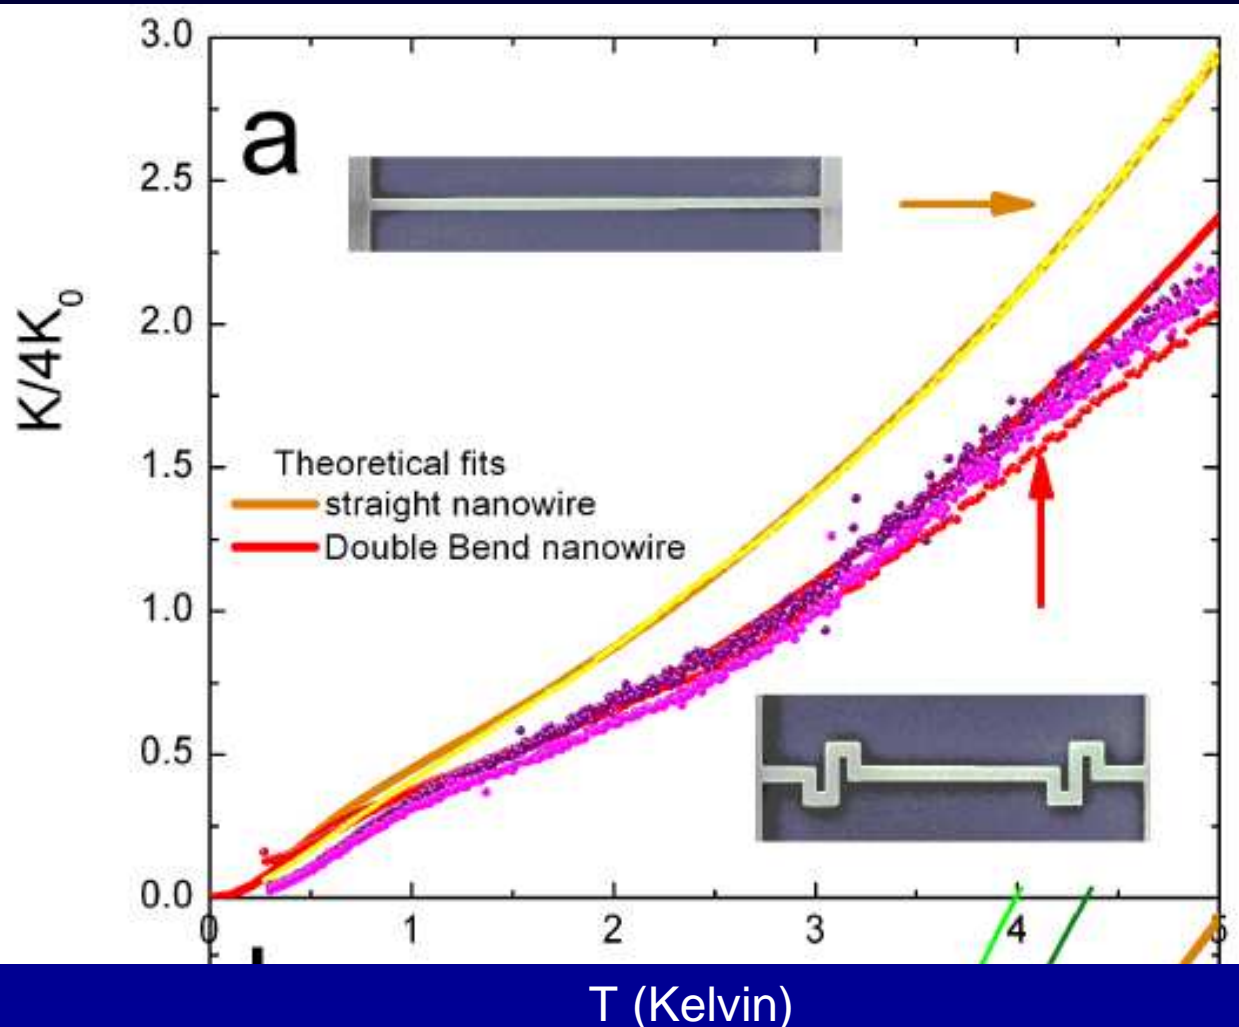 3.0
a
2.5
2.0
K/4K₀
1.5
Theoretical fits
straight nanowire
Double Bend nanowire
1.0
0.5
0.0
0 1 2 3 4 5
T (Kelvin)